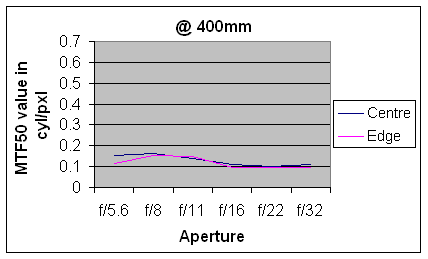 @ 400mm
MTF50 value in
cyl/pxl
0.7
0.6
0.5
0.4
0.3
0.2
0.1
0
f/5.6 f/8 f/11 f/16 f/22 f/32
Aperture
Centre
Edge